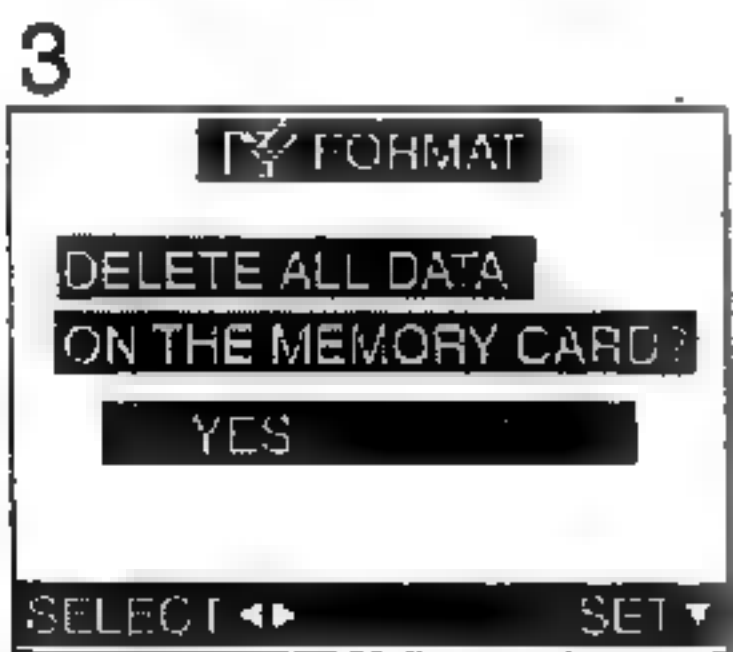 3
FORMAT
DELETE ALL DATA
ON THE MEMORY CARD?
YES
SELECT ◀▶ SET ▼